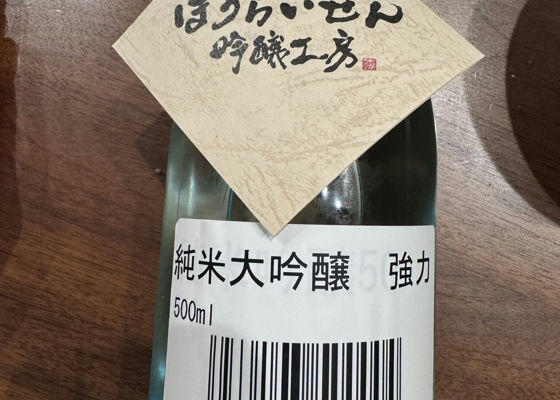 ほうらいせん
吟醸工房
純米大吟醸 強力
500ml